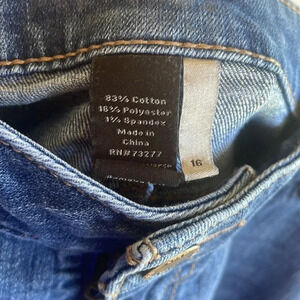 83% Cotton
16% Polyester
1% Spandex
Made in
China
RN# 73277
16